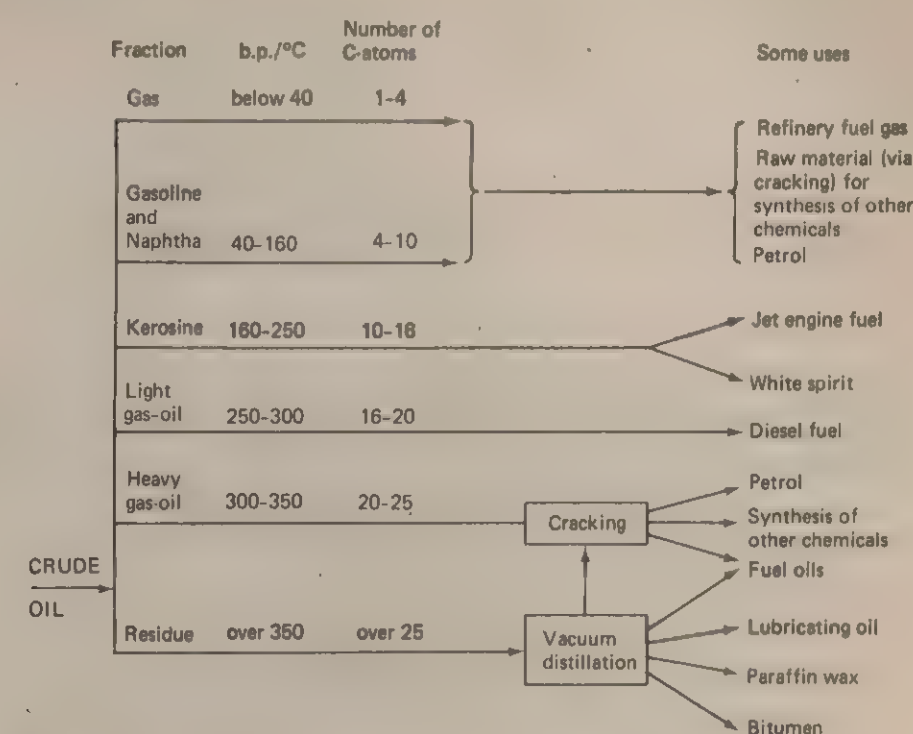 Fraction b.p./°C Number of C-atoms Some uses
Gas below 40 1-4
Refinery fuel gas
Raw material (via
cracking) for
synthesis of other
chemicals
Petrol
Gasoline
and
Naphtha 40-160 4-10
Kerosine 160-250 10-16
Jet engine fuel
White spirit
Light
gas-oil 250-300 16-20
Diesel fuel
Heavy
gas-oil 300-350 20-25
Cracking
Petrol
Synthesis of
other chemicals
Fuel oils
CRUDE
OIL
Residue over 350 over 25
Vacuum
distillation
Lubricating oil
Paraffin wax
Bitumen